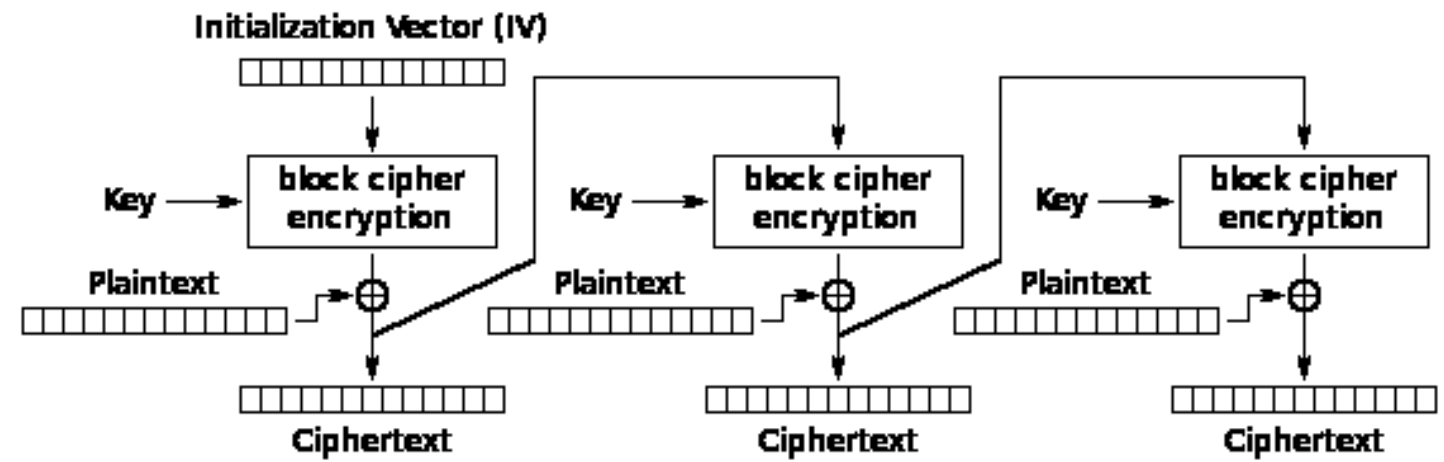 Initialization Vector (IV)
Key
block cipher
encryption
Key
block cipher
encryption
Key
block cipher
encryption
Plaintext
Plaintext
Plaintext
Ciphertext
Ciphertext
Ciphertext